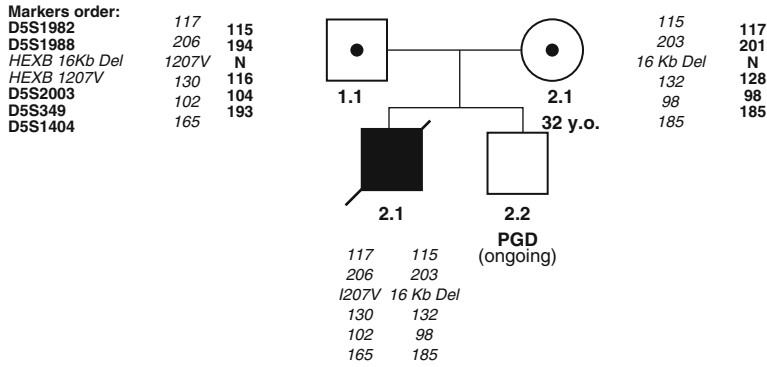 Markers order:
D5S1982
D5S1988
HEXB 16Kb Del
HEXB 1207V
D5S2003
D5S349
D5S1404
117 115
206 194
1207V N
130 116
102 104
165 193
1.1
2.1
32 y.o.
115 117
203 201
16 Kb Del N
132 128
98 98
185 185
2.1
2.2
PGD
(ongoing)
117 115
206 203
I207V 16 Kb Del
130 132
102 98
165 185